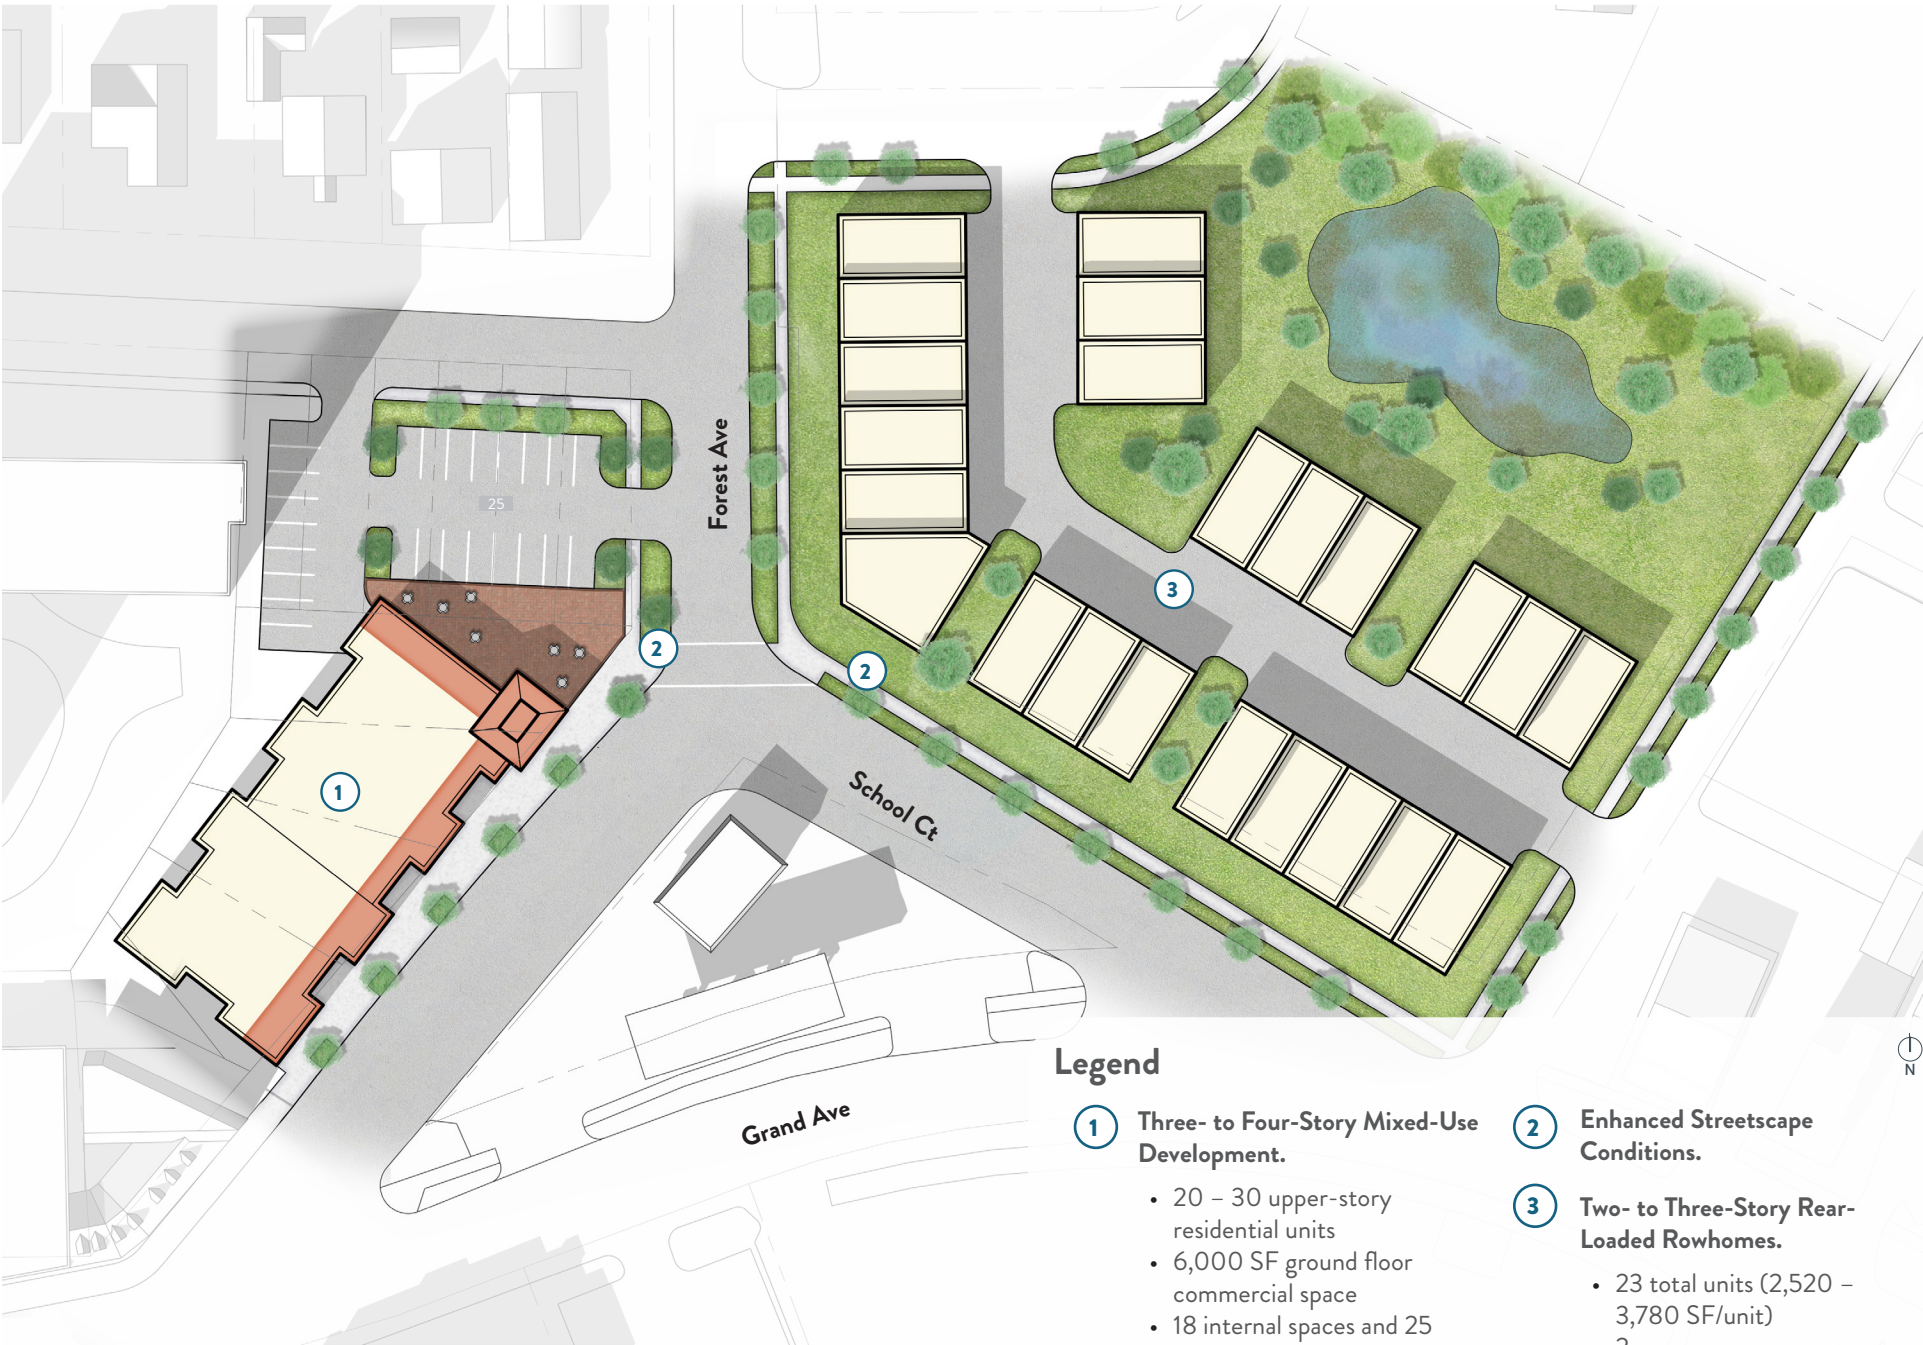 25
Forest Ave
2
2
3
1
School Ct
Grand Ave
Legend
N
1
Three- to Four-Story Mixed-Use
Development.
• 20 – 30 upper-story
residential units
• 6,000 SF ground floor
commercial space
• 18 internal spaces and 25
2
Enhanced Streetscape
Conditions.
3
Two- to Three-Story Rear-
Loaded Rowhomes.
• 23 total units (2,520 –
3,780 SF/unit)